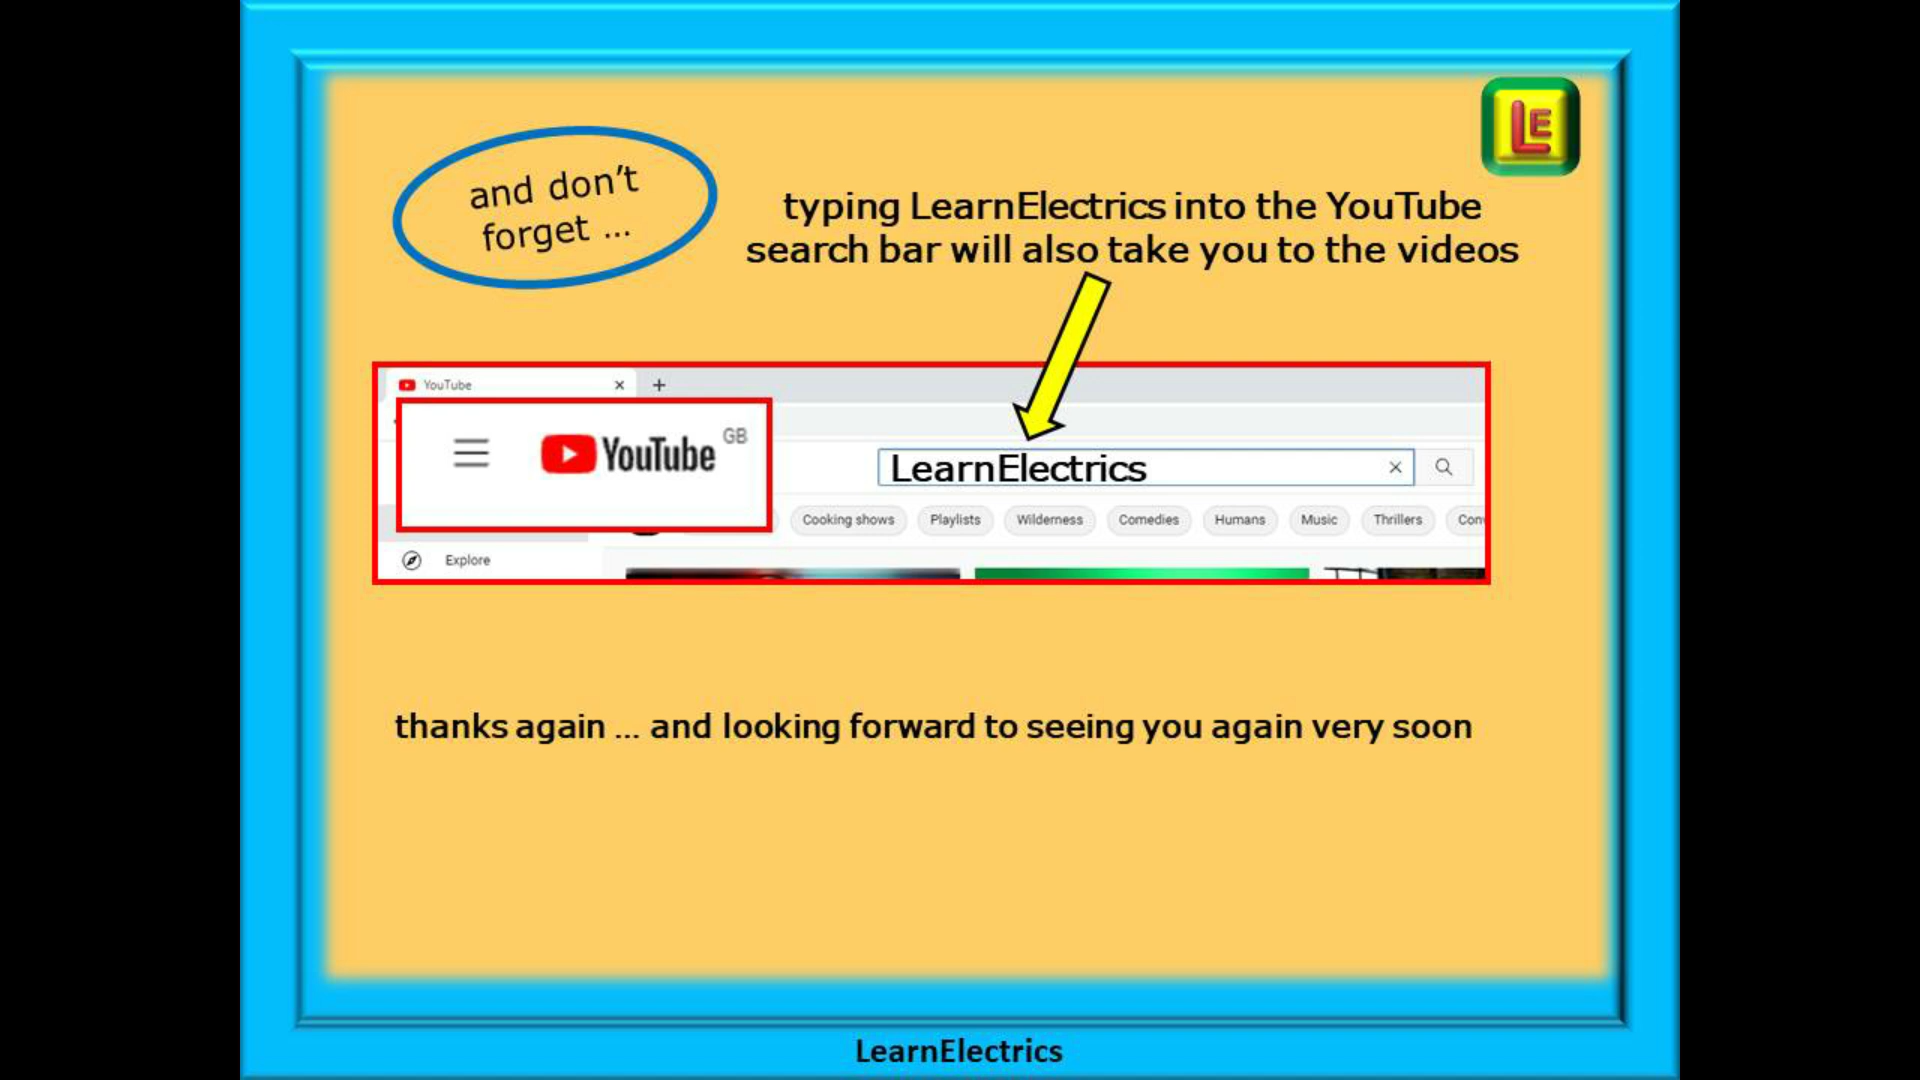 LE
and don't
forget ...
typing LearnElectrics into the YouTube
search bar will also take you to the videos
YouTube
YouTube GB
LearnElectrics
Cooking shows Playlists Wilderness Comedies Humans Music Thrillers
Explore
thanks again ... and looking forward to seeing you again very soon
LearnElectrics